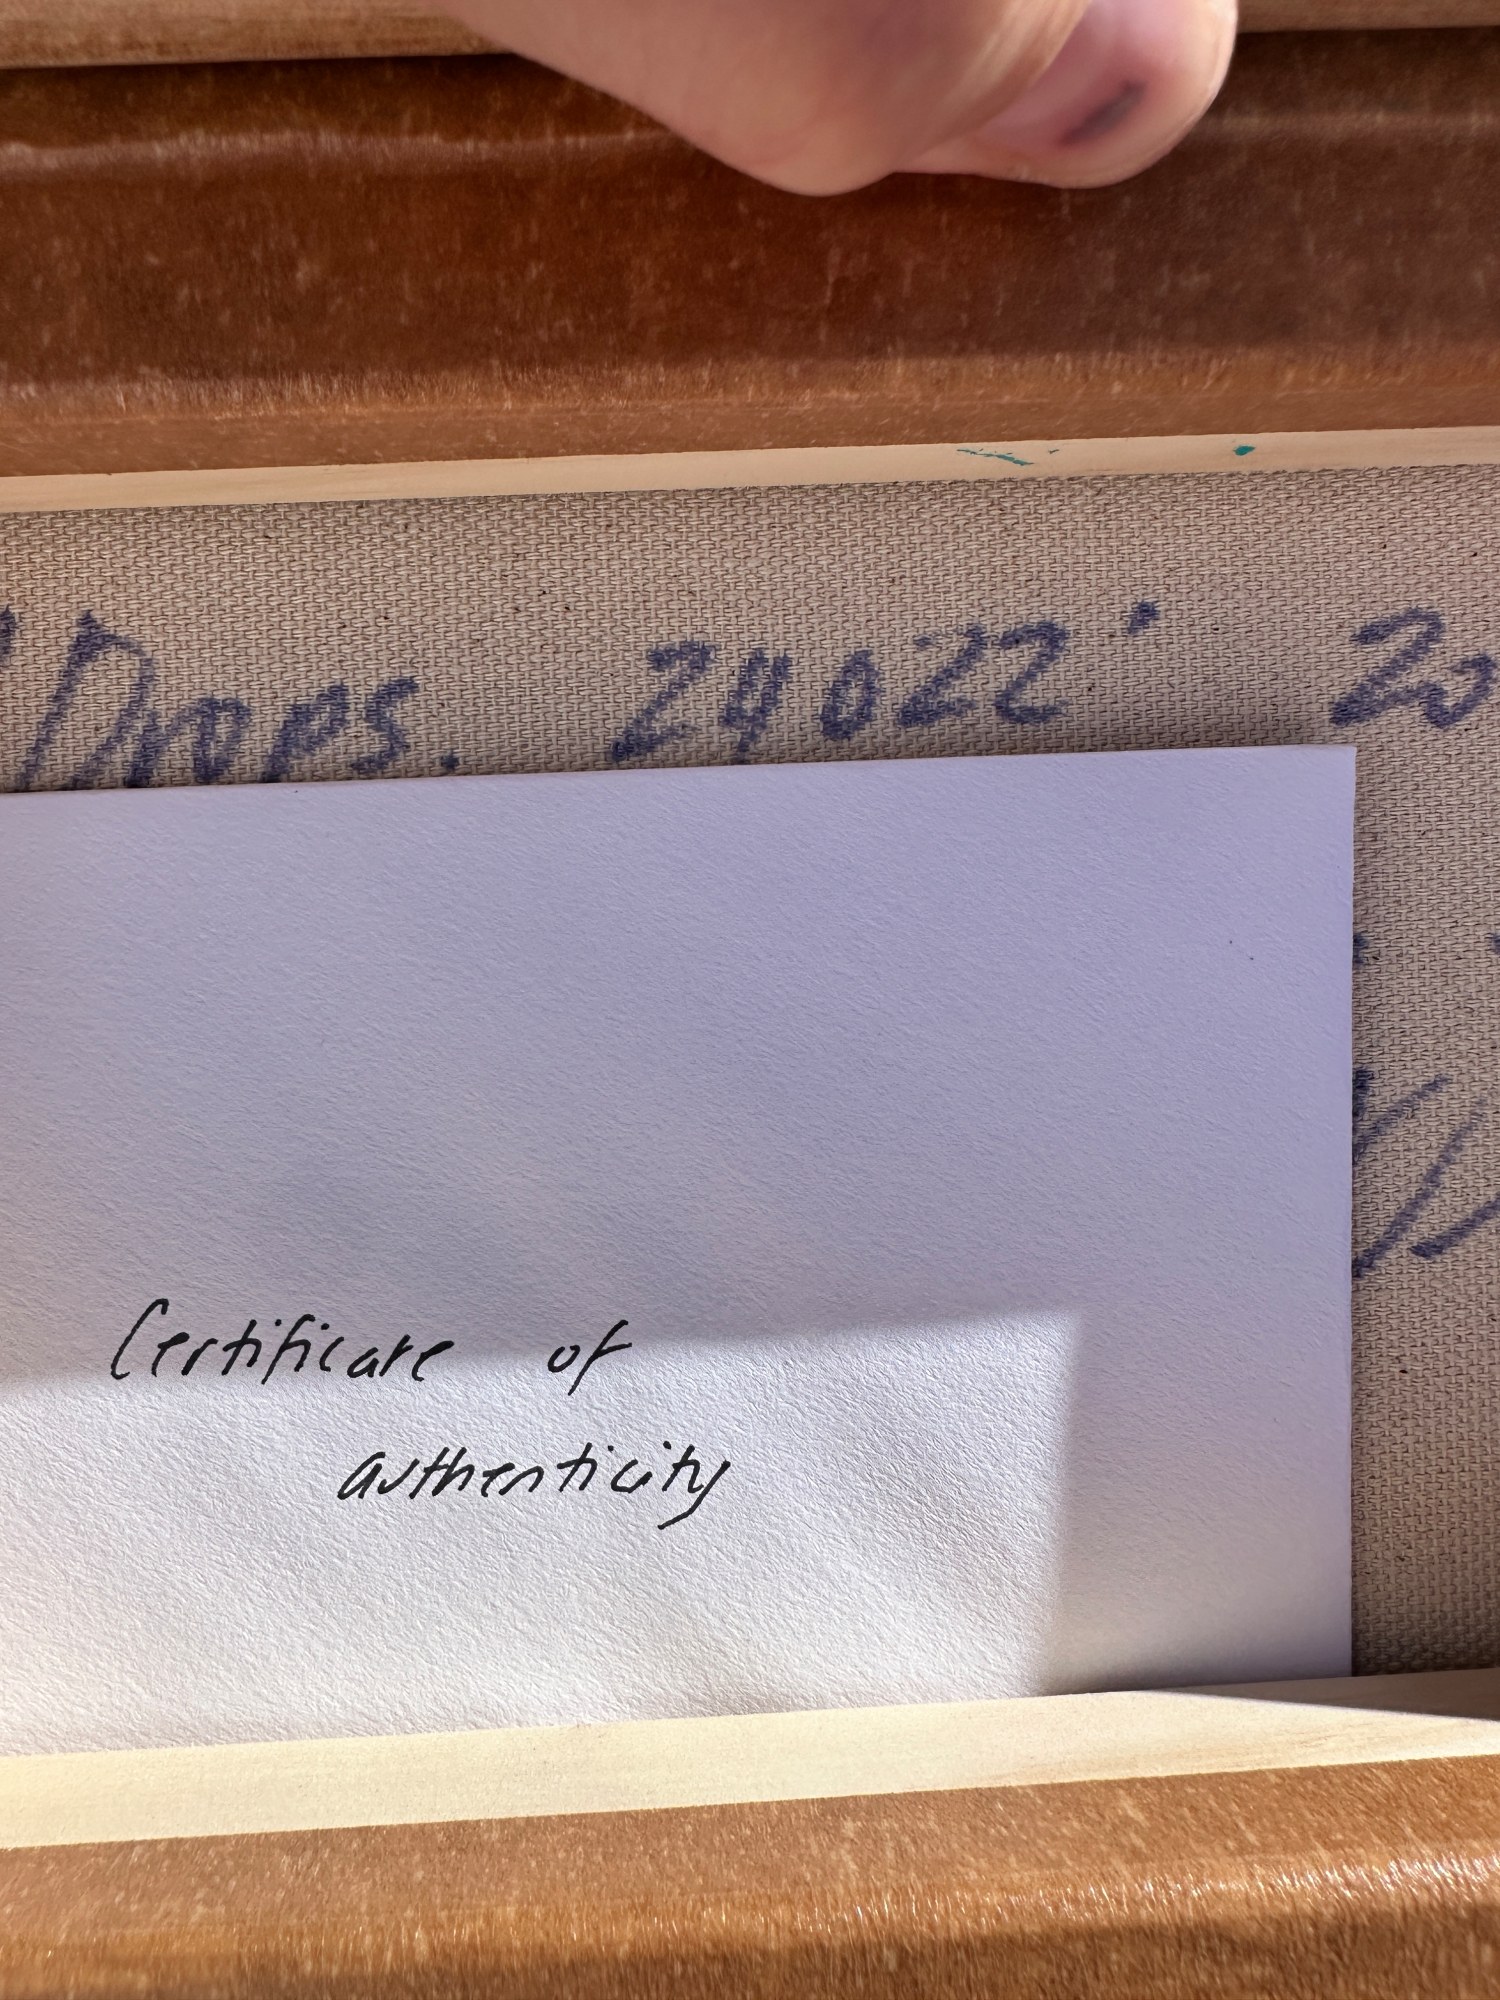 "Drops. 24022" 20
Certificate of
authenticity